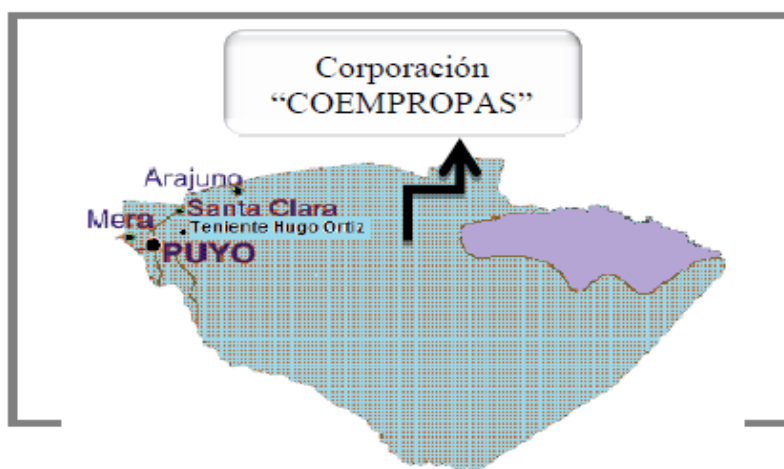 Corporación
“COEMPROPAS”
Arajuno
Santa Clara
Mera
Teniente Hugo Ortiz
PUYO